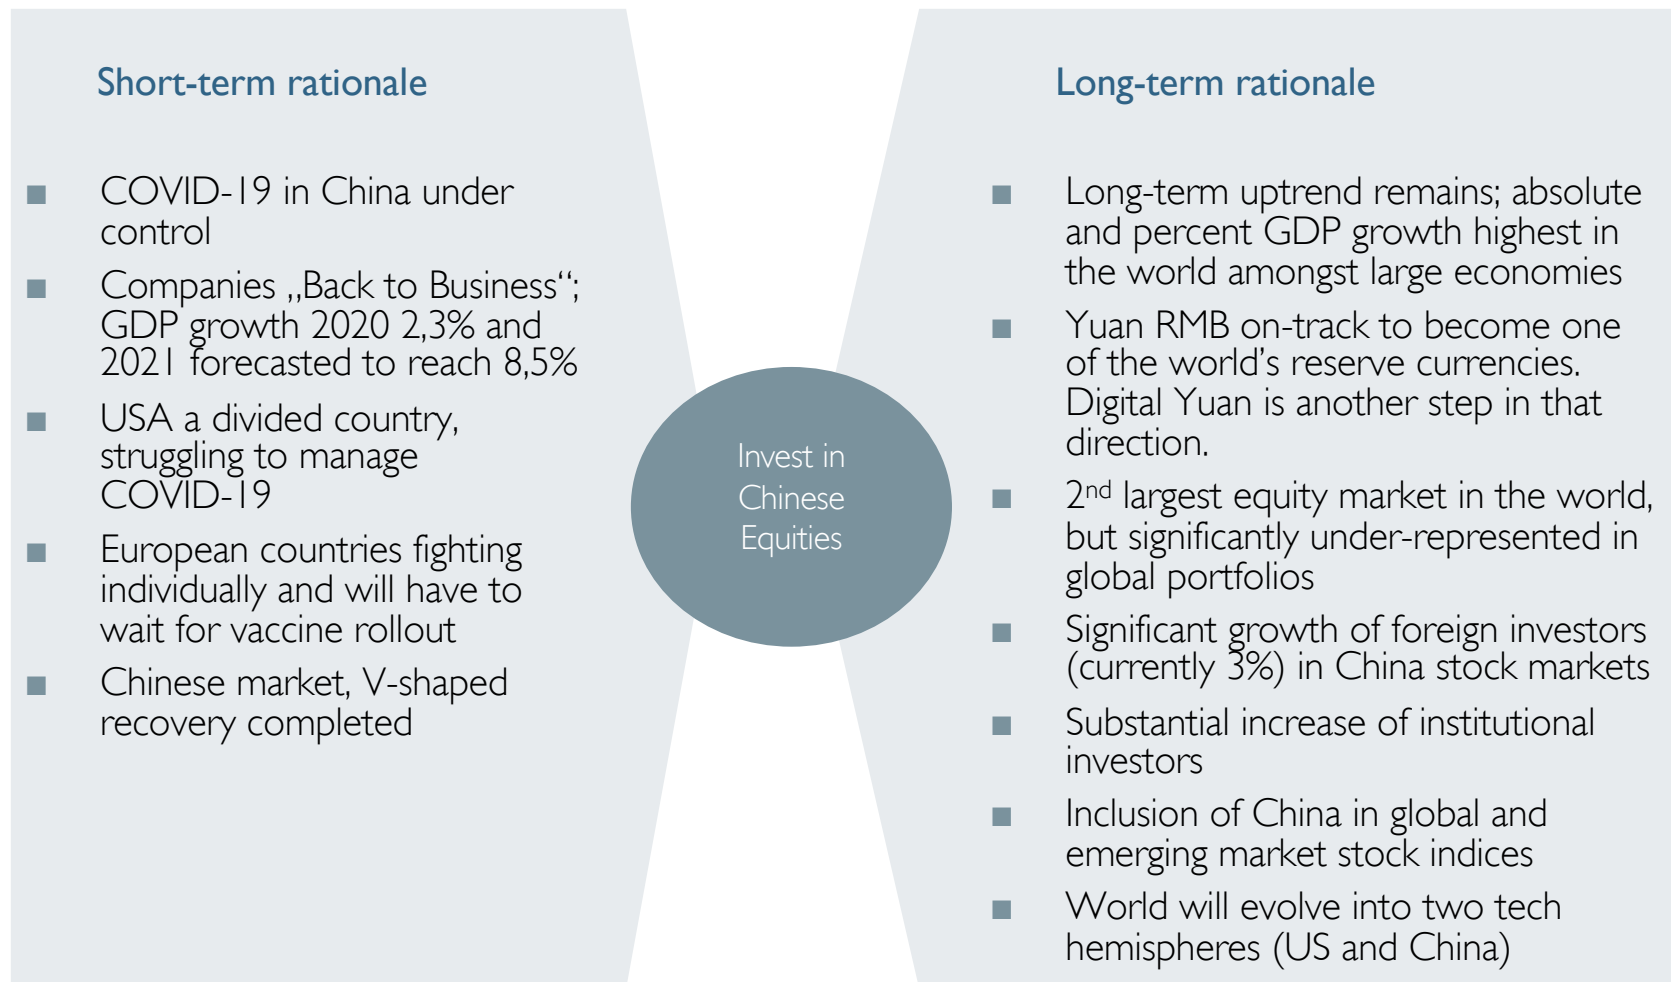 Short-term rationale
COVID-19 in China under
control
Companies „Back to Business“;
GDP growth 2020 2,3% and
2021 forecasted to reach 8,5%
USA a divided country,
struggling to manage
COVID-19
European countries fighting
individually and will have to
wait for vaccine rollout
Chinese market, V-shaped
recovery completed
Invest in
Chinese
Equities
Long-term rationale
Long-term uptrend remains; absolute
and percent GDP growth highest in
the world amongst large economies
Yuan RMB on-track to become one
of the world’s reserve currencies.
Digital Yuan is another step in that
direction.
2nd largest equity market in the world,
but significantly under-represented in
global portfolios
Significant growth of foreign investors
(currently 3%) in China stock markets
Substantial increase of institutional
investors
Inclusion of China in global and
emerging market stock indices
World will evolve into two tech
hemispheres (US and China)